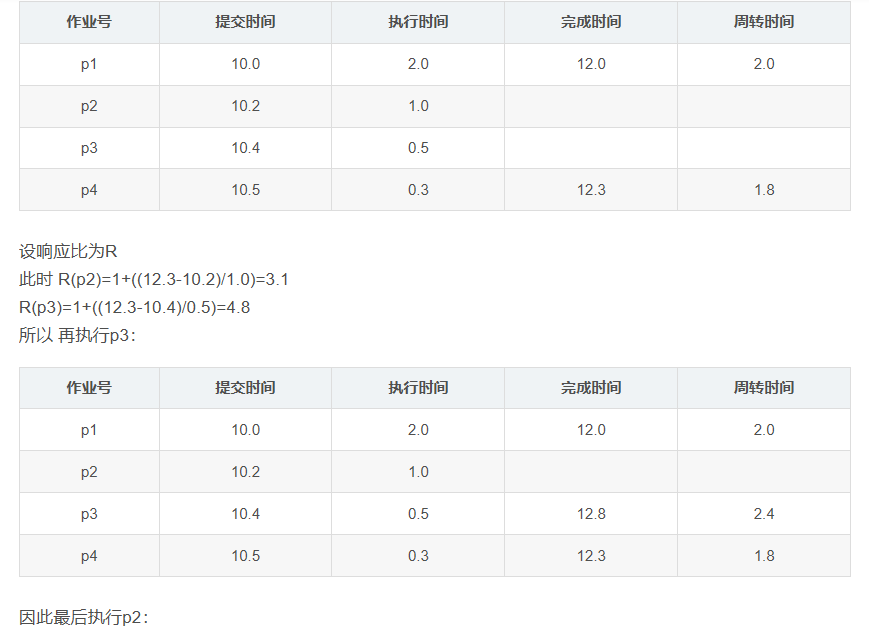 作业号 提交时间 执行时间 完成时间 周转时间
p1 10.0 2.0 12.0 2.0
p2 10.2 1.0
p3 10.4 0.5
p4 10.5 0.3 12.3 1.8
设响应比为R
此时 R(p2)=1+((12.3-10.2)/1.0)=3.1
R(p3)=1+((12.3-10.4)/0.5)=4.8
所以 再执行p3：
作业号 提交时间 执行时间 完成时间 周转时间
p1 10.0 2.0 12.0 2.0
p2 10.2 1.0
p3 10.4 0.5 12.8 2.4
p4 10.5 0.3 12.3 1.8
因此最后执行p2：